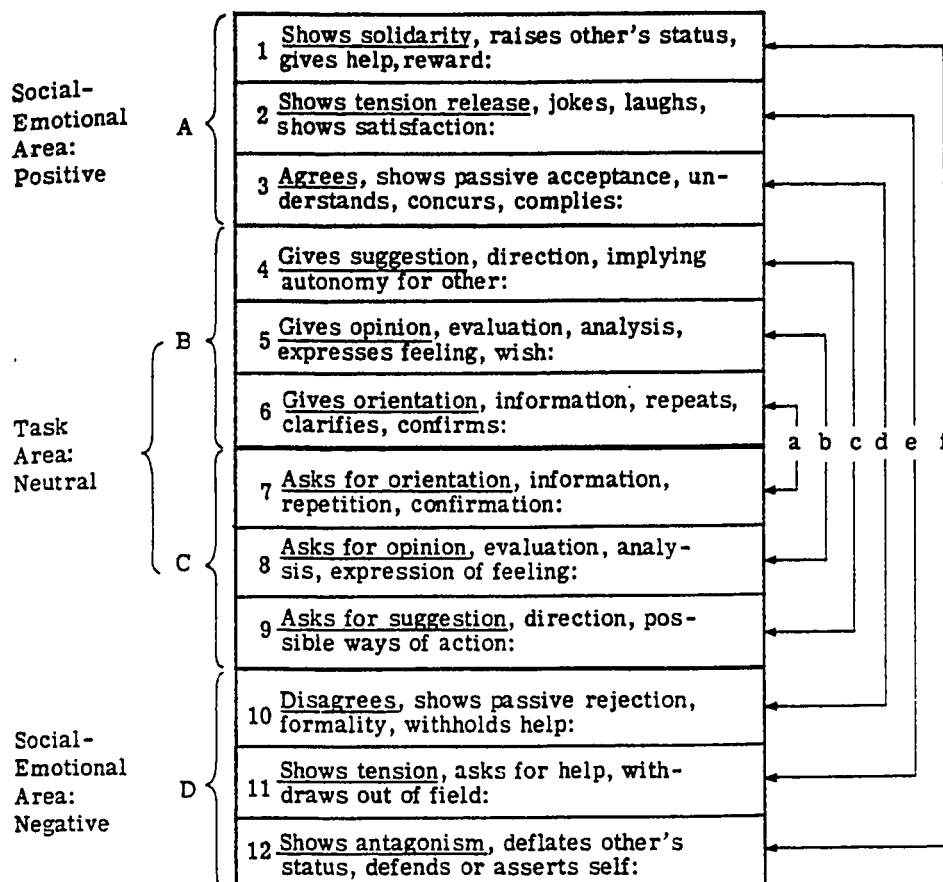 Social-
Emotional
Area:
Positive
A
1 Shows solidarity, raises other's status,
gives help, reward:
2 Shows tension release, jokes, laughs,
shows satisfaction:
3 Agrees, shows passive acceptance, un-
derstands, concurs, complies:
Task
Area:
Neutral
B
4 Gives suggestion, direction, implying
autonomy for other:
5 Gives opinion, evaluation, analysis,
expresses feeling, wish:
6 Gives orientation, information, repeats,
clarifies, confirms:
C
7 Asks for orientation, information,
repetition, confirmation:
8 Asks for opinion, evaluation, analy-
sis, expression of feeling:
9 Asks for suggestion, direction, pos-
sible ways of action:
Social-
Emotional
Area:
Negative
D
10 Disagrees, shows passive rejection,
formality, withholds help:
11 Shows tension, asks for help, with-
draws out of field:
12 Shows antagonism, deflates other's
status, defends or asserts self:
a b c d e f